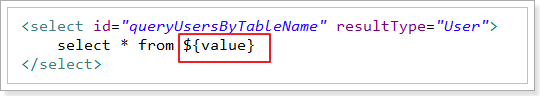 <select id="queryUsersByTableName" resultType="User">
select * from ${value}
</select>